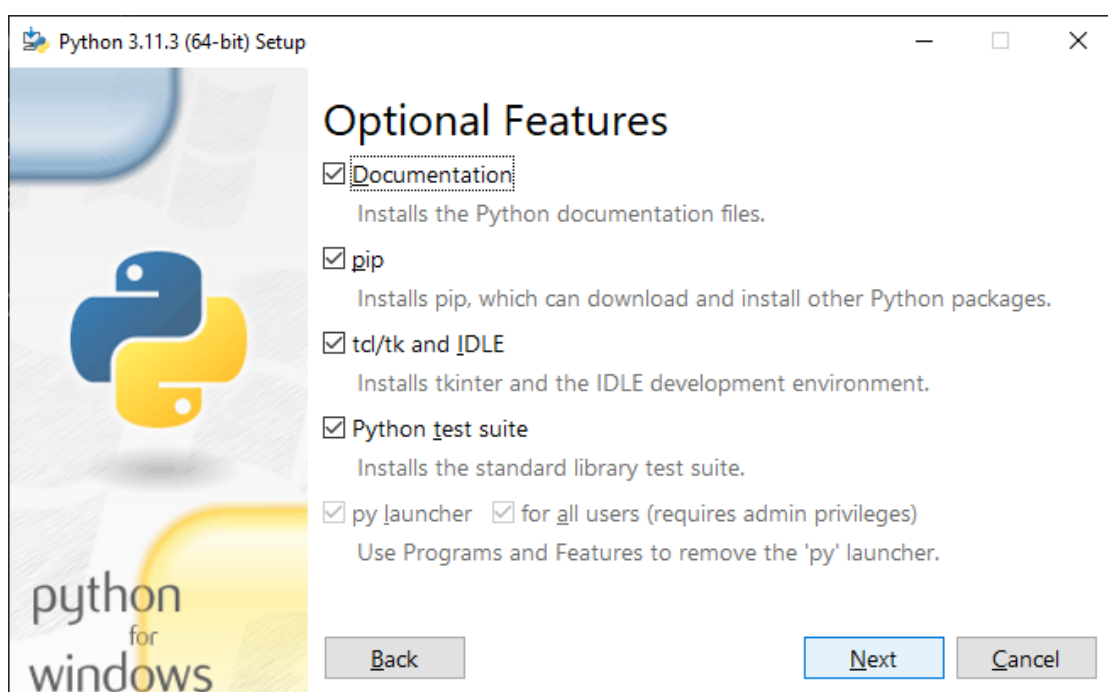 Python 3.11.3 (64-bit) Setup
Optional Features
Documentation
Installs the Python documentation files.
pip
Installs pip, which can download and install other Python packages.
tcl/tk and IDLE
Installs tkinter and the IDLE development environment.
Python test suite
Installs the standard library test suite.
py launcher for all users (requires admin privileges)
Use Programs and Features to remove the 'py' launcher.
python
for
windows
Back Next Cancel